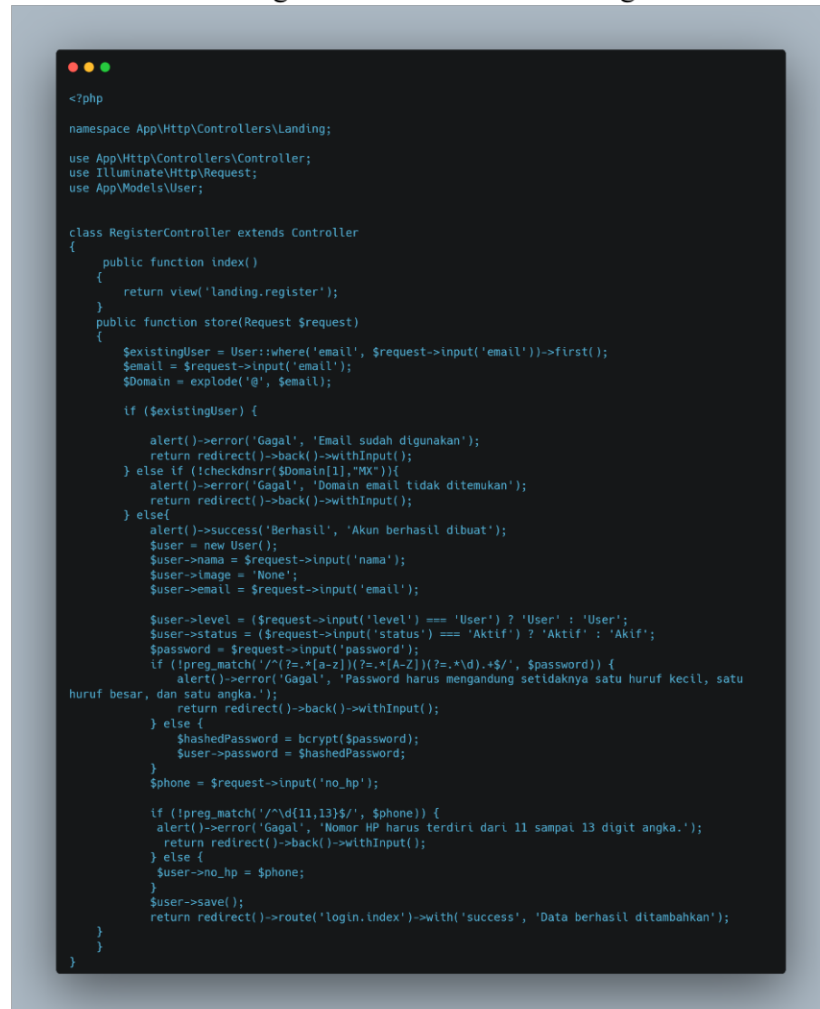 <?php
namespace App\Http\Controllers\Landing;
use App\Http\Controllers\Controller;
use Illuminate\Http\Request;
use App\Models\User;
class RegisterController extends Controller
{
    public function index()
    {
        return view('landing.register');
    }
    public function store(Request $request)
    {
        $existingUser = User::where('email', $request->input('email'))->first();
        $email = $request->input('email');
        $Domain = explode('@', $email);
        if ($existingUser) {
            alert()->error('Gagal', 'Email sudah digunakan');
            return redirect()->back()->withInput();
        } else if (!checkdnsrr($Domain[1],"MX")){
            alert()->error('Gagal', 'Domain email tidak ditemukan');
            return redirect()->back()->withInput();
        } else{
            alert()->success('Berhasil', 'Akun berhasil dibuat');
            $user = new User();
            $user->nama = $request->input('nama');
            $user->image = 'None';
            $user->email = $request->input('email');
            $user->level = ($request->input('level') === 'User') ? 'User' : 'User';
            $user->status = ($request->input('status') === 'Aktif') ? 'Aktif' : 'Akif';
            $password = $request->input('password');
            if (!preg_match('/^(?=.*[a-z])(?=.*[A-Z])(?=.*\d).+$/', $password)) {
                alert()->error('Gagal', 'Password harus mengandung setidaknya satu huruf kecil, satu
huruf besar, dan satu angka.');
                return redirect()->back()->withInput();
            } else {
                $hashedPassword = bcrypt($password);
                $user->password = $hashedPassword;
            }
            $phone = $request->input('no_hp');
            if (!preg_match('/^\d{11,13}$/', $phone)) {
             alert()->error('Gagal', 'Nomor HP harus terdiri dari 11 sampai 13 digit angka.');
              return redirect()->back()->withInput();
            } else {
             $user->no_hp = $phone;
            }
            $user->save();
            return redirect()->route('login.index')->with('success', 'Data berhasil ditambahkan');
    }
    }
}